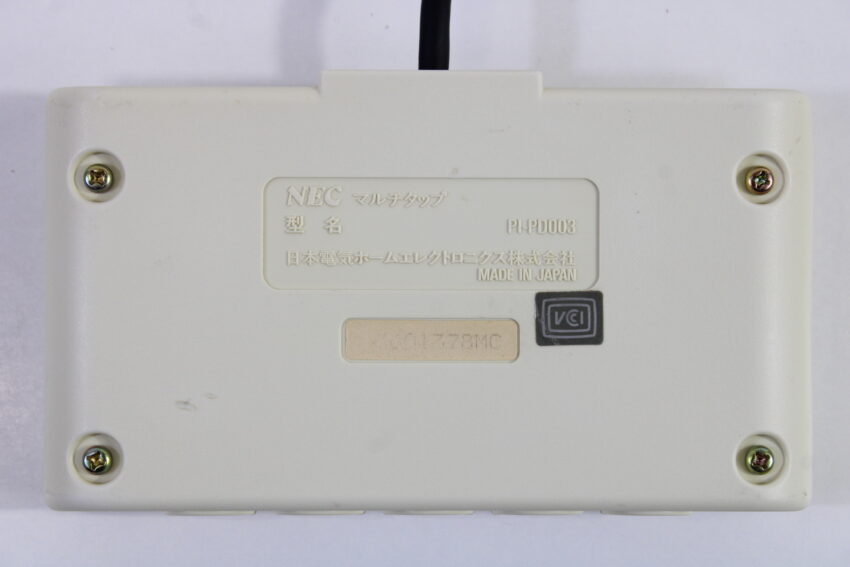 NEC マルチタップ
型名 PI-PD003
日本電気ホームエレクトロニクス株式会社
MADE IN JAPAN
VCCI